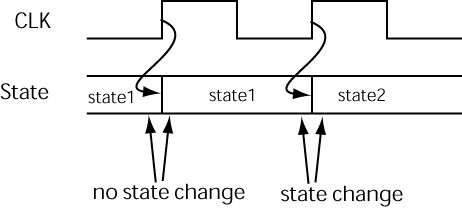 CLK
State
state1
state1
state2
no state change
state change